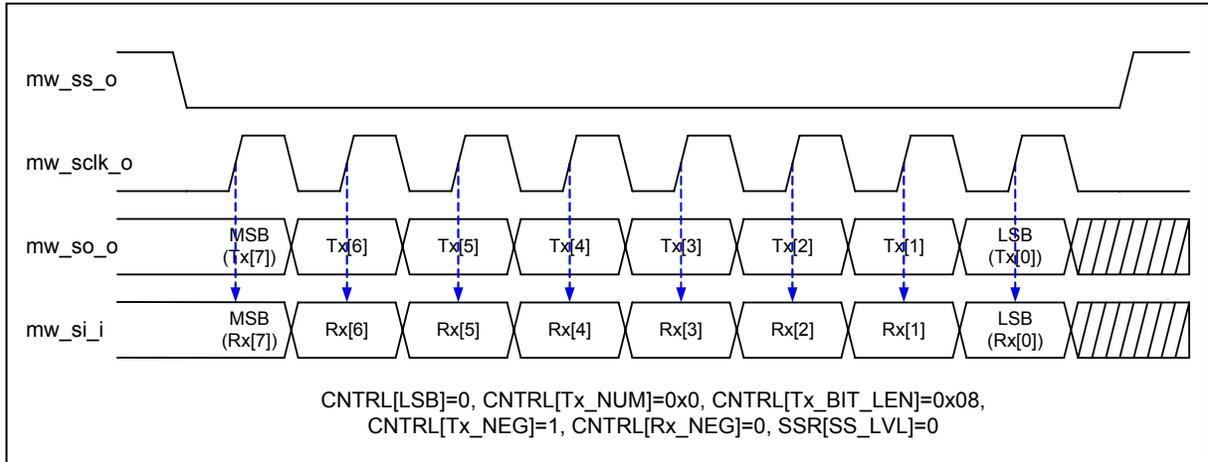 mw_ss_o
mw_sclk_o
mw_so_o
MSB
(Tx[7])
Tx[6]
Tx[5]
Tx[4]
Tx[3]
Tx[2]
Tx[1]
LSB
(Tx[0])
mw_si_i
MSB
(Rx[7])
Rx[6]
Rx[5]
Rx[4]
Rx[3]
Rx[2]
Rx[1]
LSB
(Rx[0])
CNTRL[LSB]=0, CNTRL[Tx_NUM]=0x0, CNTRL[Tx_BIT_LEN]=0x08,
CNTRL[Tx_NEG]=1, CNTRL[Rx_NEG]=0, SSR[SS_LVL]=0